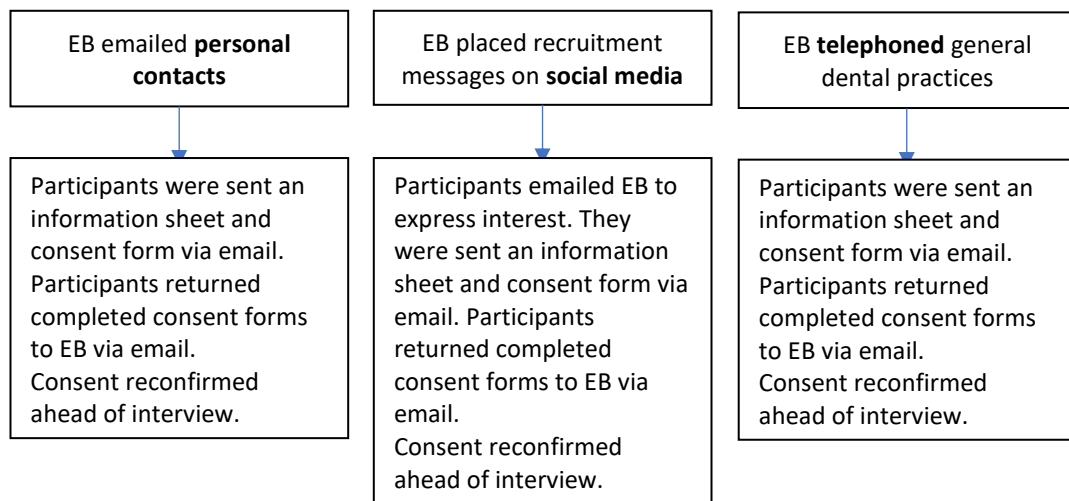 EB emailed personal
contacts
EB placed recruitment
messages on social media
EB telephoned general
dental practices
Participants were sent an
information sheet and
consent form via email.
Participants returned
completed consent forms
to EB via email.
Consent reconfirmed
ahead of interview.
Participants emailed EB to
express interest. They
were sent an information
sheet and consent form via
email. Participants
returned completed
consent forms to EB via
email.
Consent reconfirmed
ahead of interview.
Participants were sent an
information sheet and
consent form via email.
Participants returned
completed consent forms
to EB via email.
Consent reconfirmed
ahead of interview.